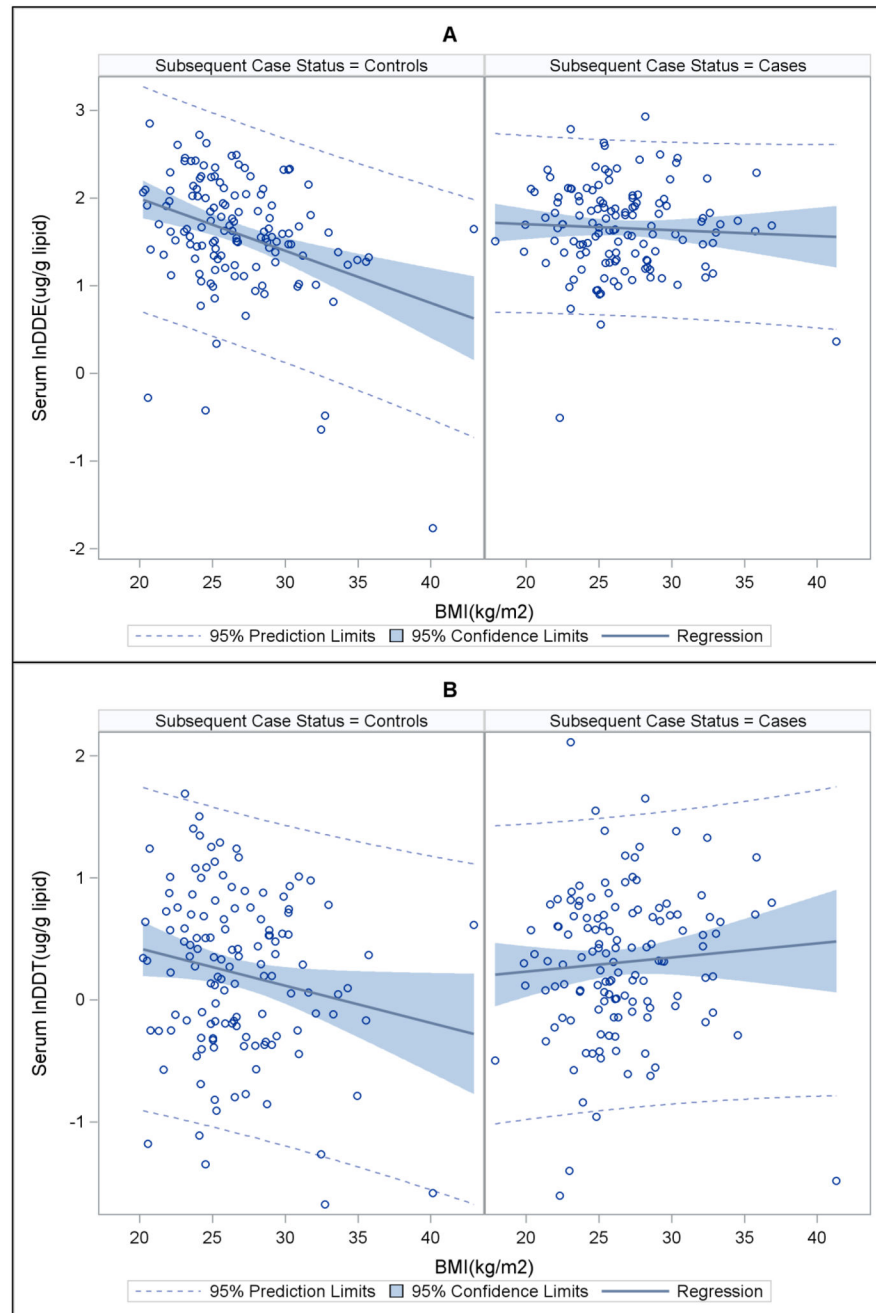 A
Subsequent Case Status = Controls Subsequent Case Status = Cases
3
2
1
0
-1
-2
Serum lnDDE(ug/g lipid)
20 25 30 35 40 20 25 30 35 40
BMI(kg/m2)
95% Prediction Limits 95% Confidence Limits Regression
B
Subsequent Case Status = Controls Subsequent Case Status = Cases
2
1
0
-1
Serum lnDDT(ug/g lipid)
20 25 30 35 40 20 25 30 35 40
BMI(kg/m2)
95% Prediction Limits 95% Confidence Limits Regression